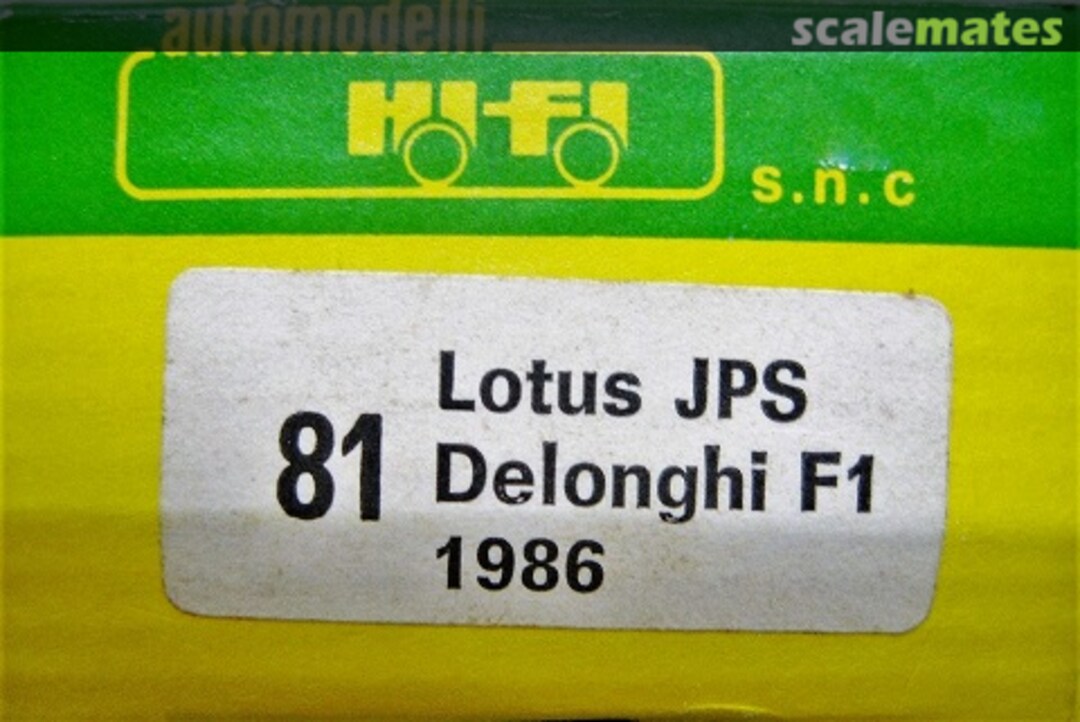 scalemates
automodelli
HI-FI
s.n.c
81
Lotus JPS
Delonghi F1
1986